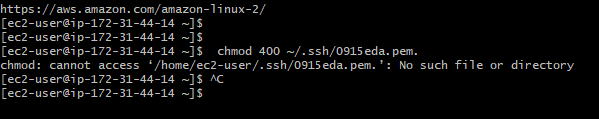 https://aws.amazon.com/amazon-linux-2/
[ec2-user@ip-172-31-44-14 ~]$
[ec2-user@ip-172-31-44-14 ~]$
[ec2-user@ip-172-31-44-14 ~]$  chmod 400 ~/.ssh/0915eda.pem.
chmod: cannot access ‘/home/ec2-user/.ssh/0915eda.pem.’: No such file or directory
[ec2-user@ip-172-31-44-14 ~]$ ^C
[ec2-user@ip-172-31-44-14 ~]$